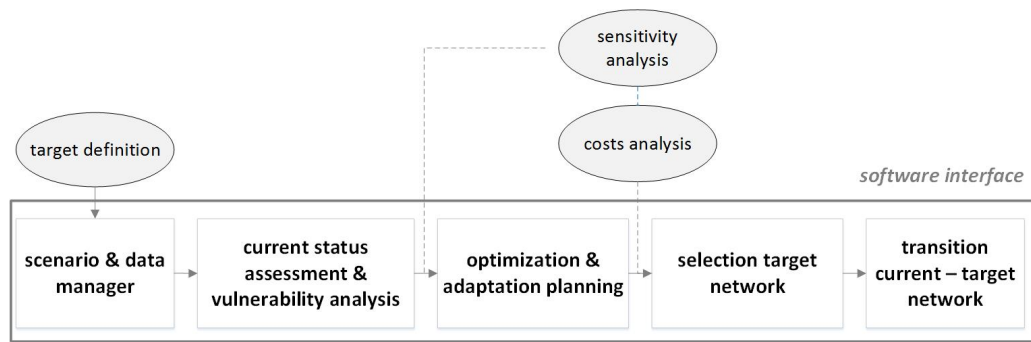 sensitivity
analysis
target definition
costs analysis
software interface
scenario & data
manager
current status
assessment &
vulnerability analysis
optimization &
adaptation planning
selection target
network
transition
current – target
network